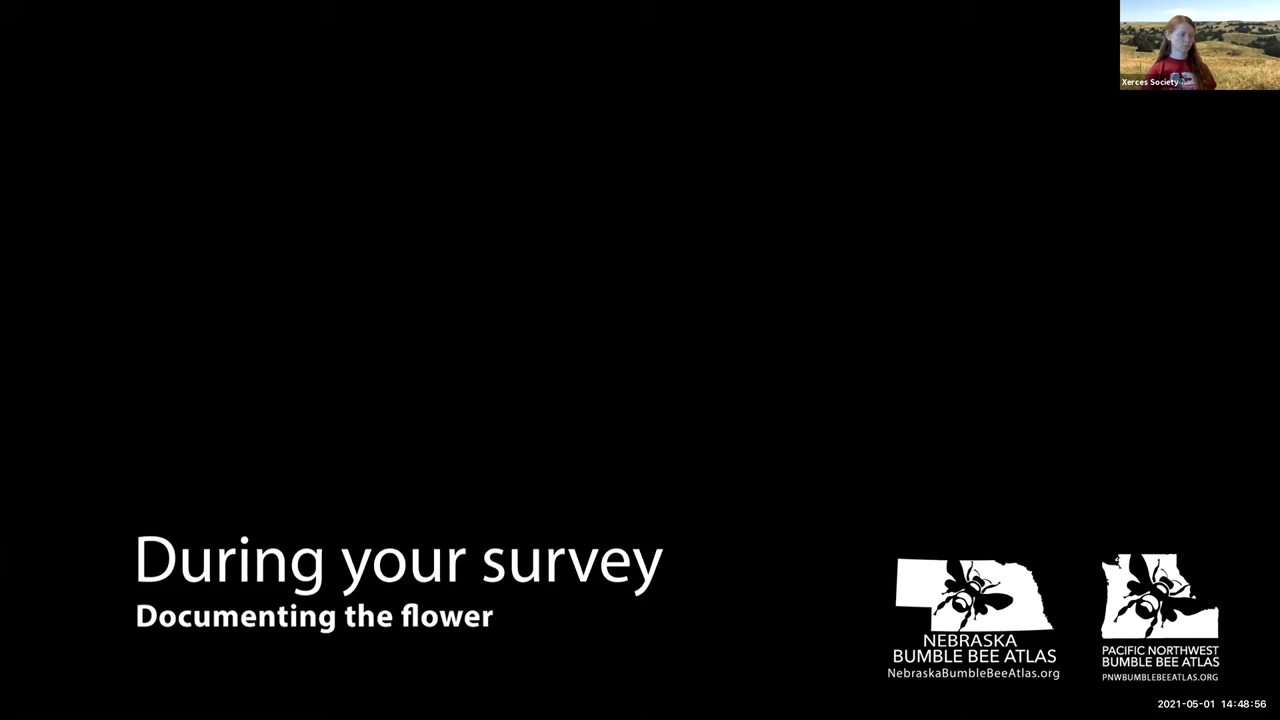 Xerces Society
During your survey
Documenting the flower
NEBRASKA
BUMBLE BEE ATLAS
NebraskaBumbleBeeAtlas.org
PACIFIC NORTHWEST
BUMBLE BEE ATLAS
PNWBUMBLEBEEATLAS.ORG
2021-05-01 14:48:56